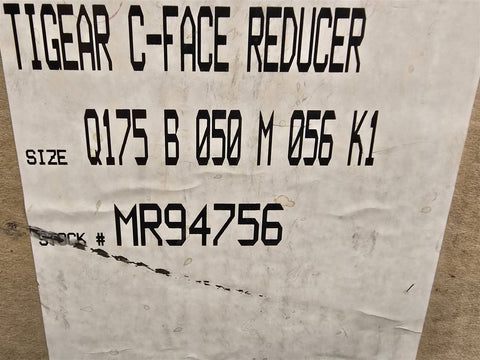 TIGEAR C-FACE REDUCER
SIZE Q175 B 050 M 056 K1
STOCK # MR94756